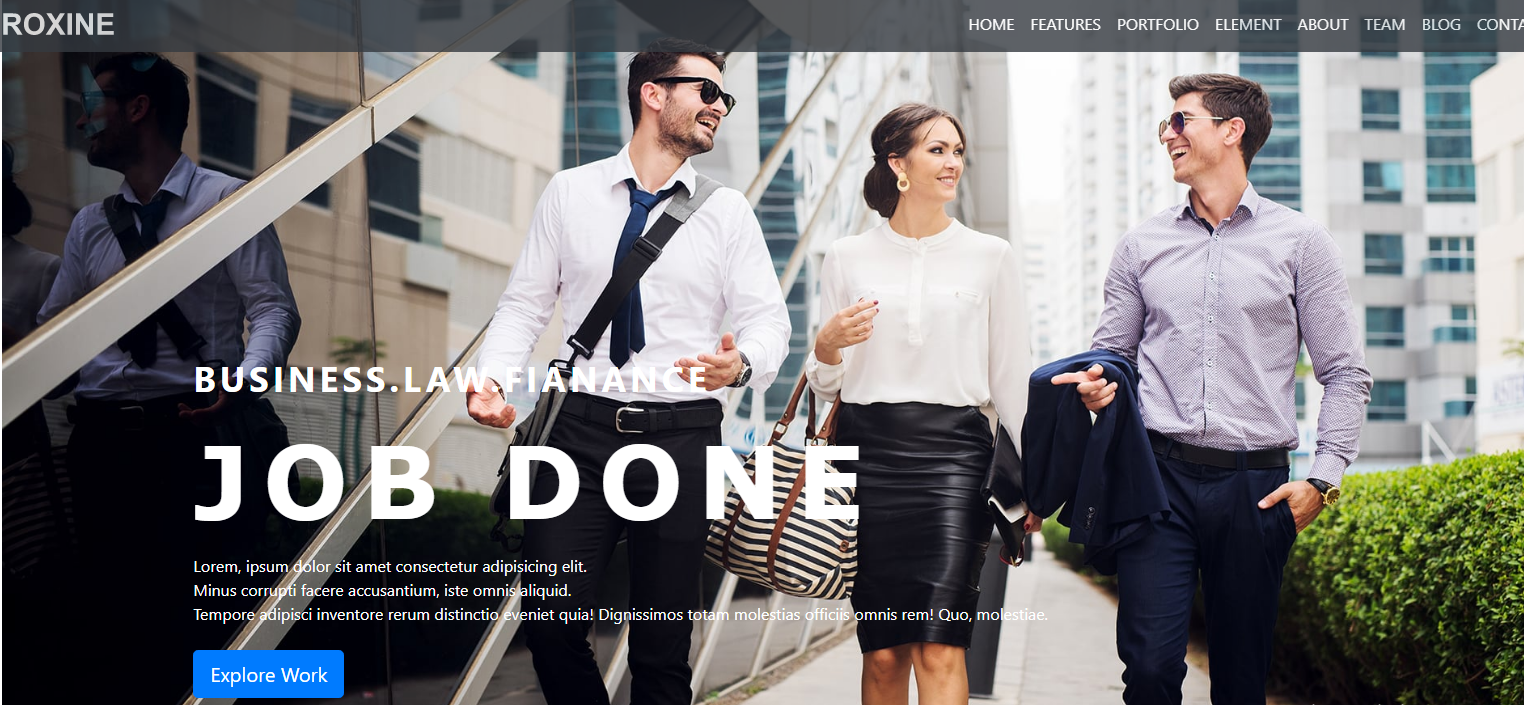 ROXINE
HOME FEATURES PORTFOLIO ELEMENT ABOUT TEAM BLOG CONTA
BUSINESS.LAW.FIANANCE
JOB DONE
Lorem, ipsum dolor sit amet consectetur adipisicing elit.
Minus corrupti facere accusantium, iste omnis aliquid.
Tempore adipisci inventore rerum distinctio eveniet quia! Dignissimos totam molestias officiis omnis rem! Quo, molestiae.
Explore Work